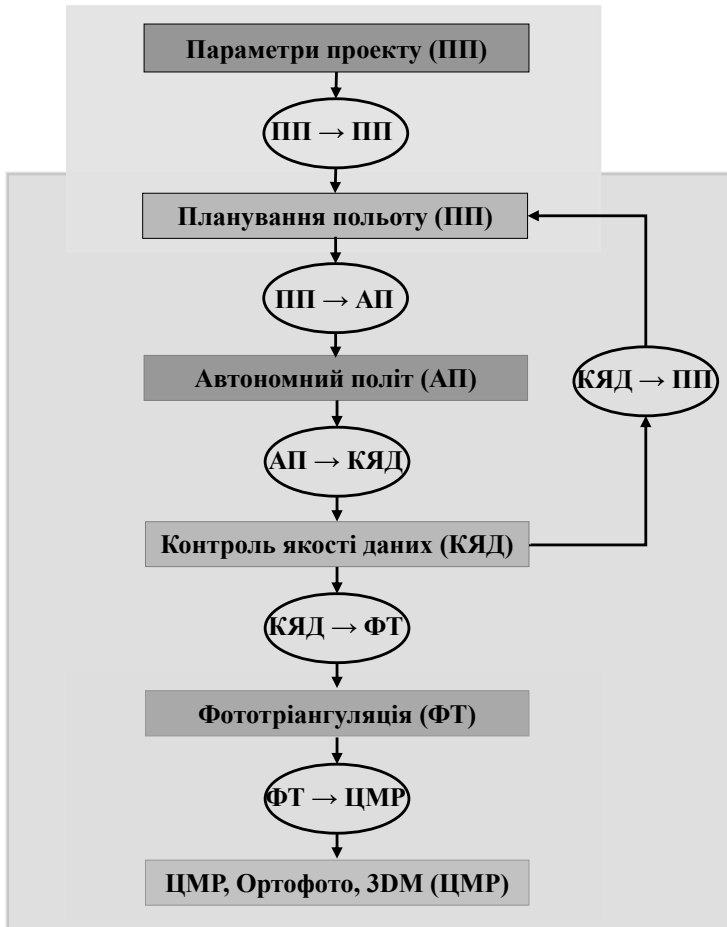 Параметри проекту (ПП)
ПП → ПП
Планування польоту (ПП)
ПП → АП
Автономний політ (АП)
КЯД → ПП
АП → КЯД
Контроль якості даних (КЯД)
КЯД → ФТ
Фототріангуляція (ФТ)
ФТ → ЦМР
ЦМР, Ортофото, 3DM (ЦМР)